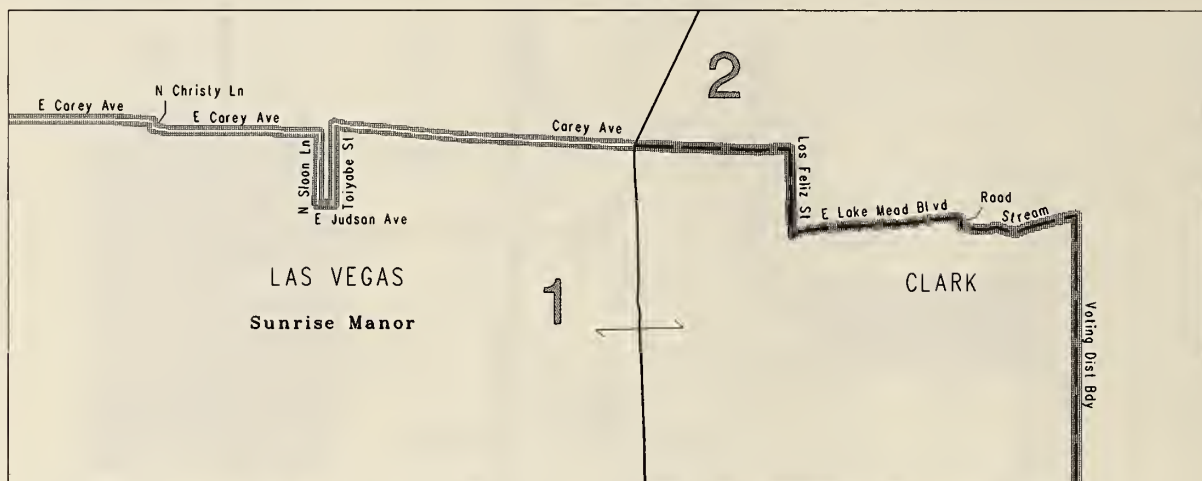 2
N Christy Ln
E Carey Ave
E Carey Ave
Carey Ave
N Sloan Ln
Toiyabe St
E Judson Ave
Los Feliz St
E Lake Mead Blvd
Road
Stream
LAS VEGAS
Sunrise Manor
1
CLARK
Voting Dist Bdy